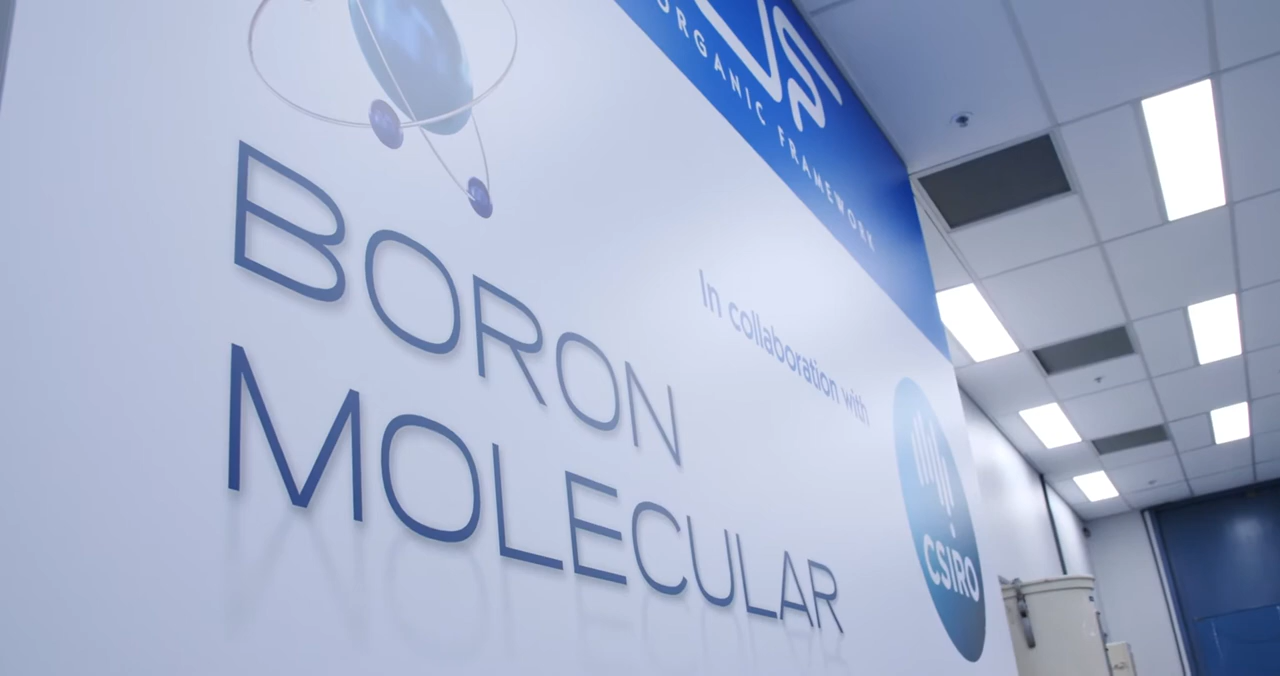 ORGANIC FRAMEWORK
BORON
MOLECULAR
In collaboration with
CSIRO